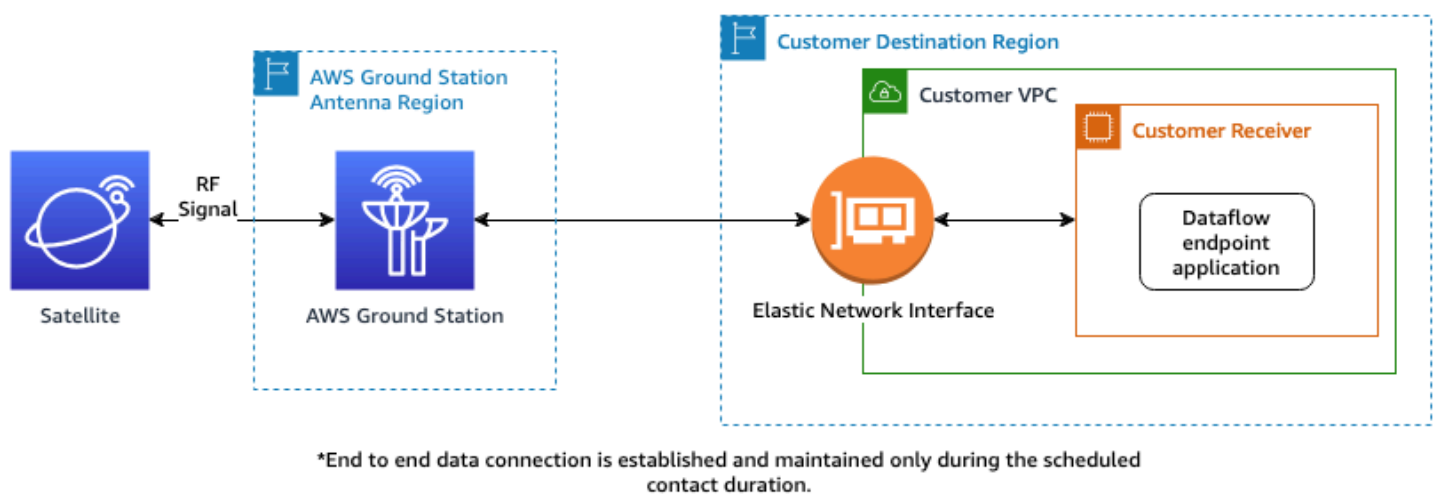 Customer Destination Region
AWS Ground Station
Antenna Region
Customer VPC
Customer Receiver
RF
Signal
Dataflow
endpoint
application
Satellite
AWS Ground Station
Elastic Network Interface
*End to end data connection is established and maintained only during the scheduled
contact duration.